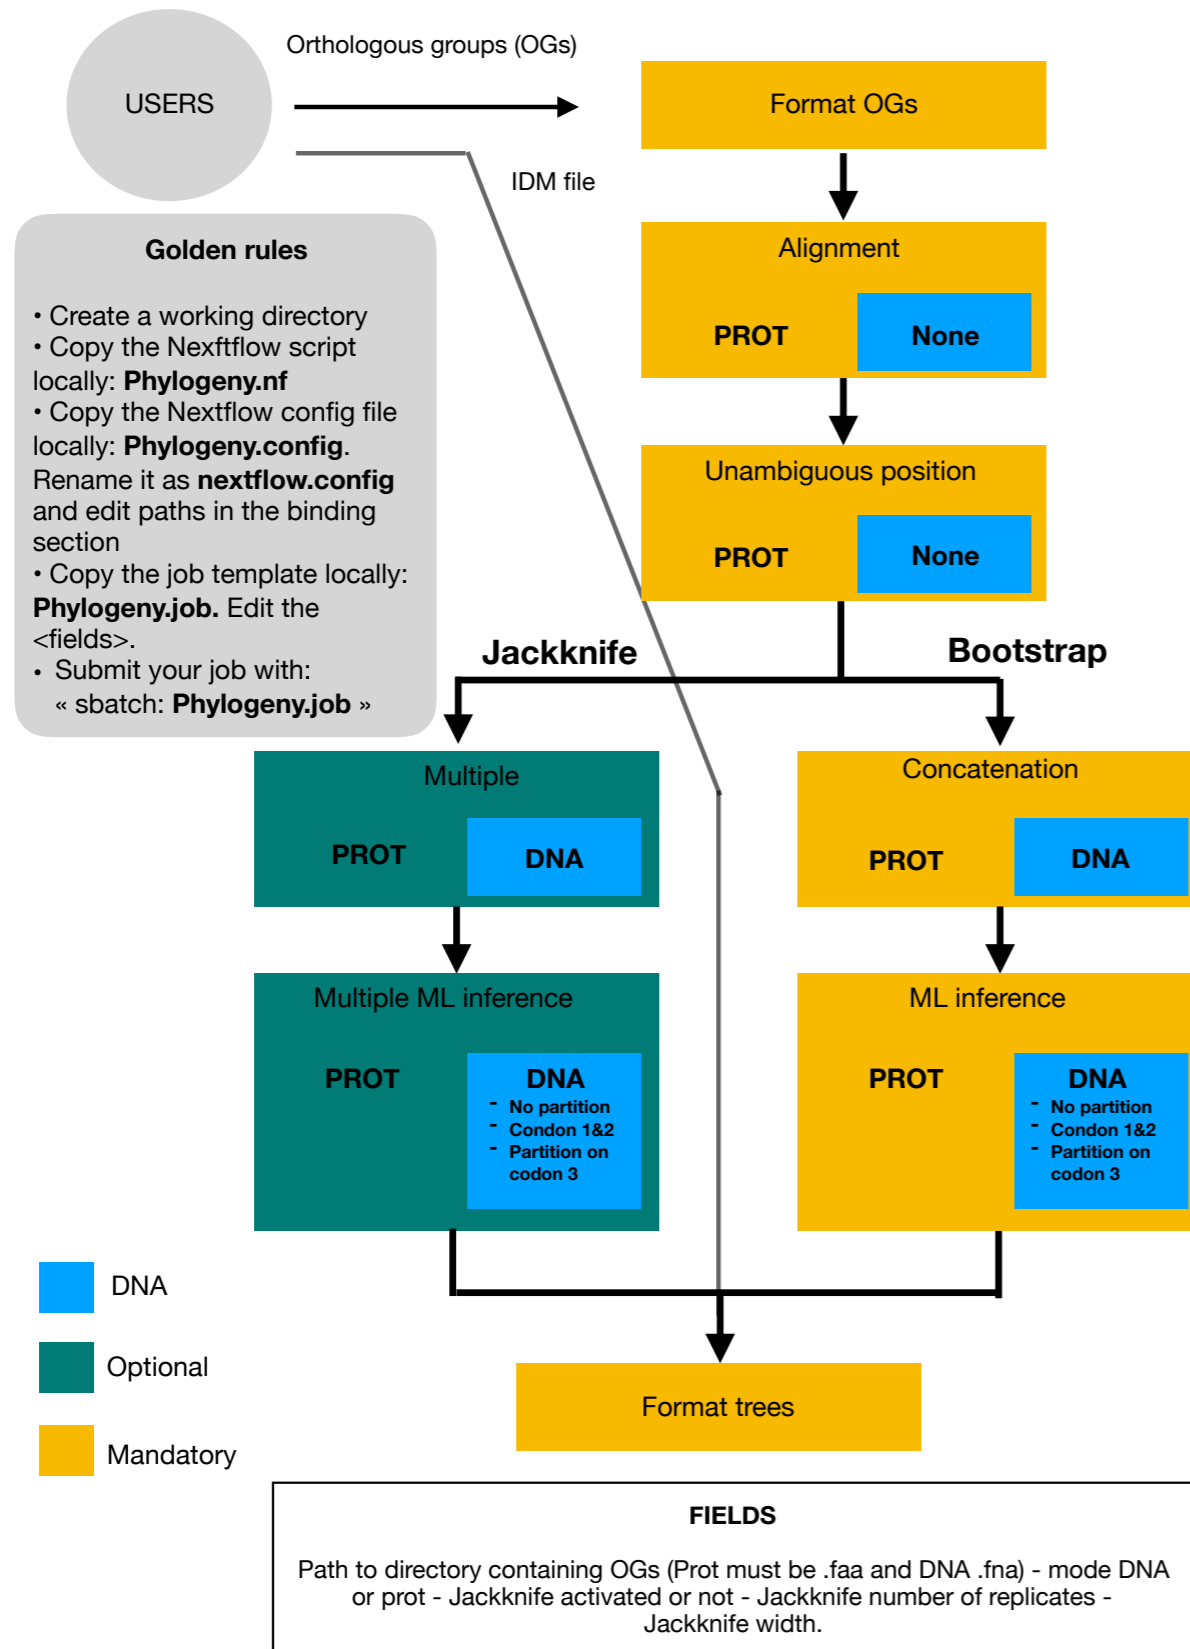 Orthologous groups (OGs)
USERS
Format OGs
IDM file
Golden rules
• Create a working directory
• Copy the Nexftflow script
locally: Phylogeny.nf
• Copy the Nextflow config file
locally: Phylogeny.config.
Rename it as nextflow.config
and edit paths in the binding
section
• Copy the job template locally:
Phylogeny.job. Edit the
<fields>.
• Submit your job with:
« sbatch: Phylogeny.job »
Alignment
PROT
None
Unambiguous position
PROT
None
Jackknife
Bootstrap
Multiple
PROT
DNA
Concatenation
PROT
DNA
Multiple ML inference
PROT
DNA
- No partition
- Condon 1&2
- Partition on
codon 3
ML inference
PROT
DNA
- No partition
- Condon 1&2
- Partition on
codon 3
DNA
Optional
Mandatory
Format trees
FIELDS
Path to directory containing OGs (Prot must be .faa and DNA .fna) - mode DNA
or prot - Jackknife activated or not - Jackknife number of replicates -
Jackknife width.